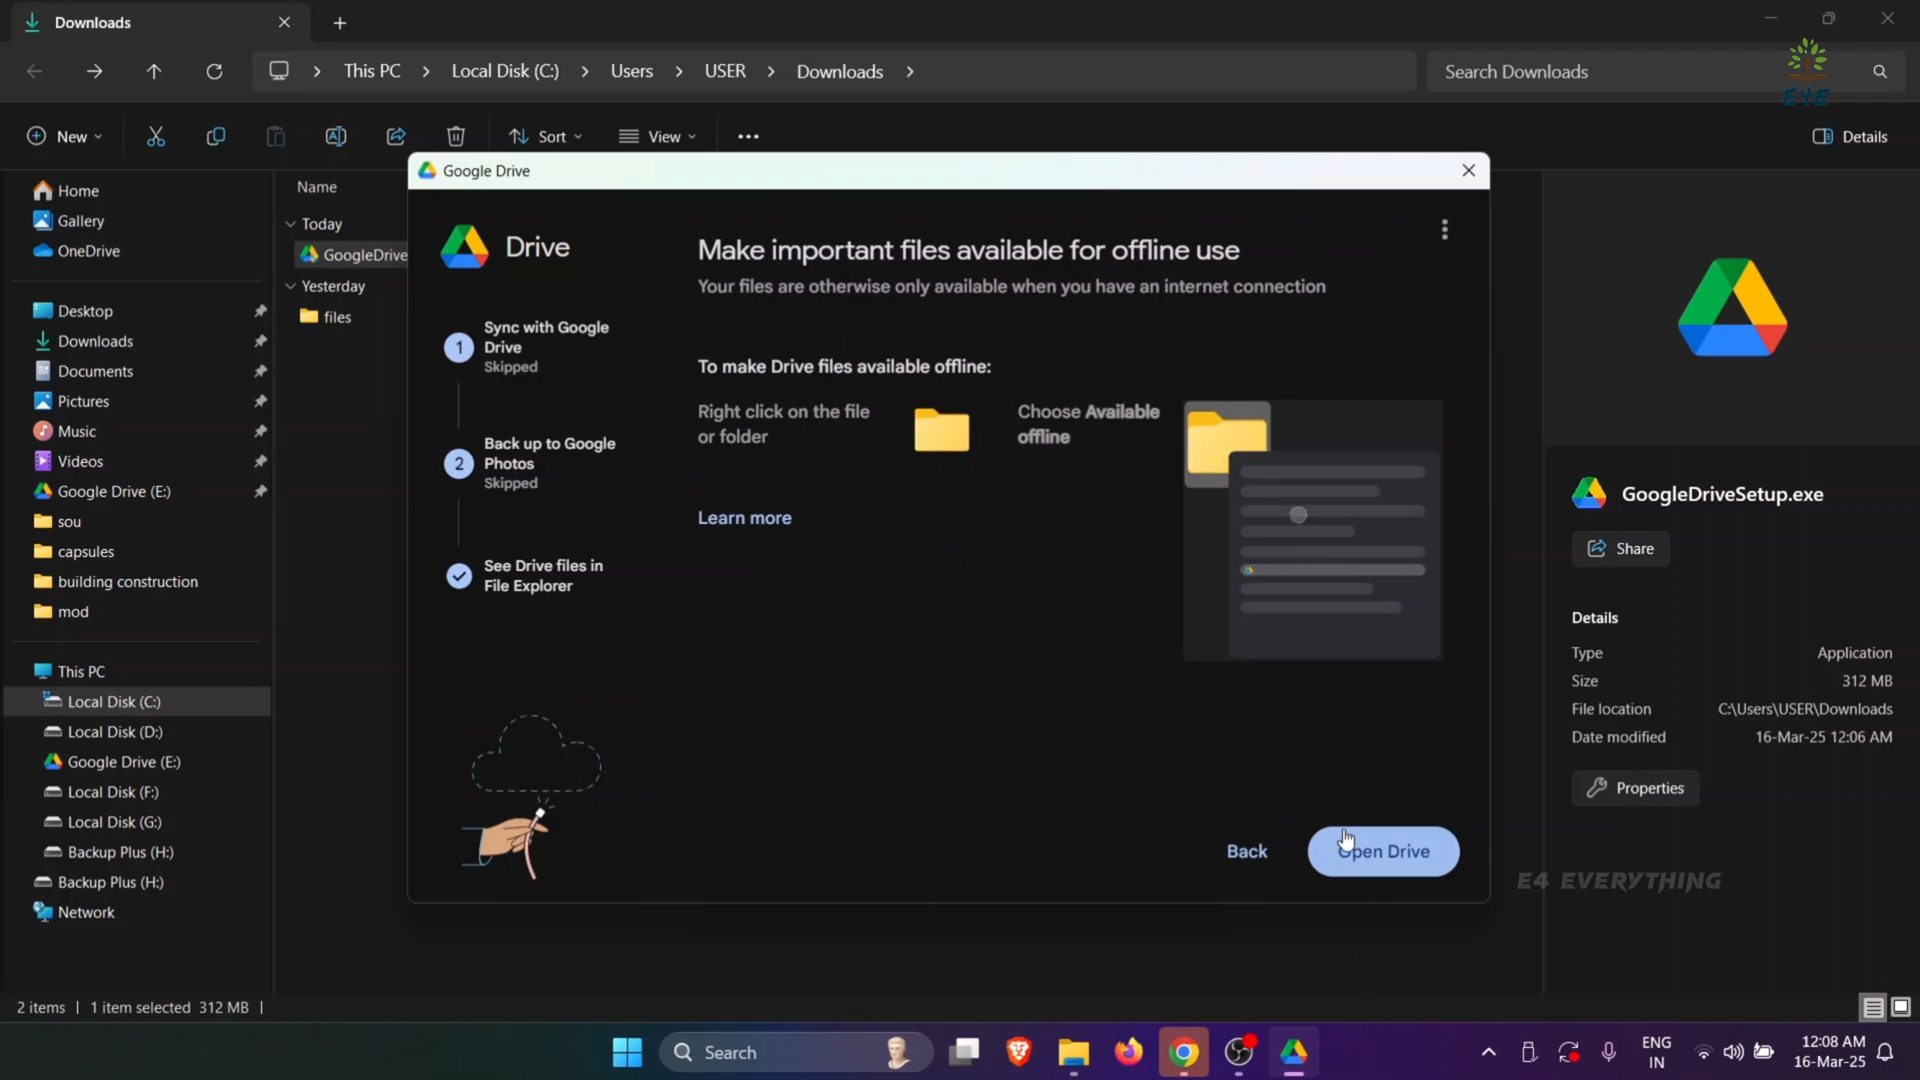 Downloads
This PC
Local Disk (C:)
Users
USER
Downloads
Search Downloads
EYE
New
Sort
View
Details
Home
Gallery
OneDrive
Desktop
Downloads
Documents
Pictures
Music
Videos
Google Drive (E:)
sou
capsules
building construction
mod
This PC
Local Disk (C:)
Local Disk (D:)
Google Drive (E:)
Local Disk (F:)
Local Disk (G:)
Backup Plus (H:)
Backup Plus (H:)
Network
Name
Today
GoogleDrive
Yesterday
files
Google Drive
Drive
1
Sync with Google
Drive
Skipped
2
Back up to Google
Photos
Skipped
See Drive files in
File Explorer
Make important files available for offline use
Your files are otherwise only available when you have an internet connection
To make Drive files available offline:
Right click on the file
or folder
Choose Available
offline
Learn more
Back
Open Drive
GoogleDriveSetup.exe
Share
Details
Type Application
Size 312 MB
File location C:\Users\USER\Downloads
Date modified 16-Mar-25 12:06 AM
Properties
E4 EVERYTHING
2 items
1 item selected 312 MB
Search
ENG
IN
12:08 AM
16-Mar-25